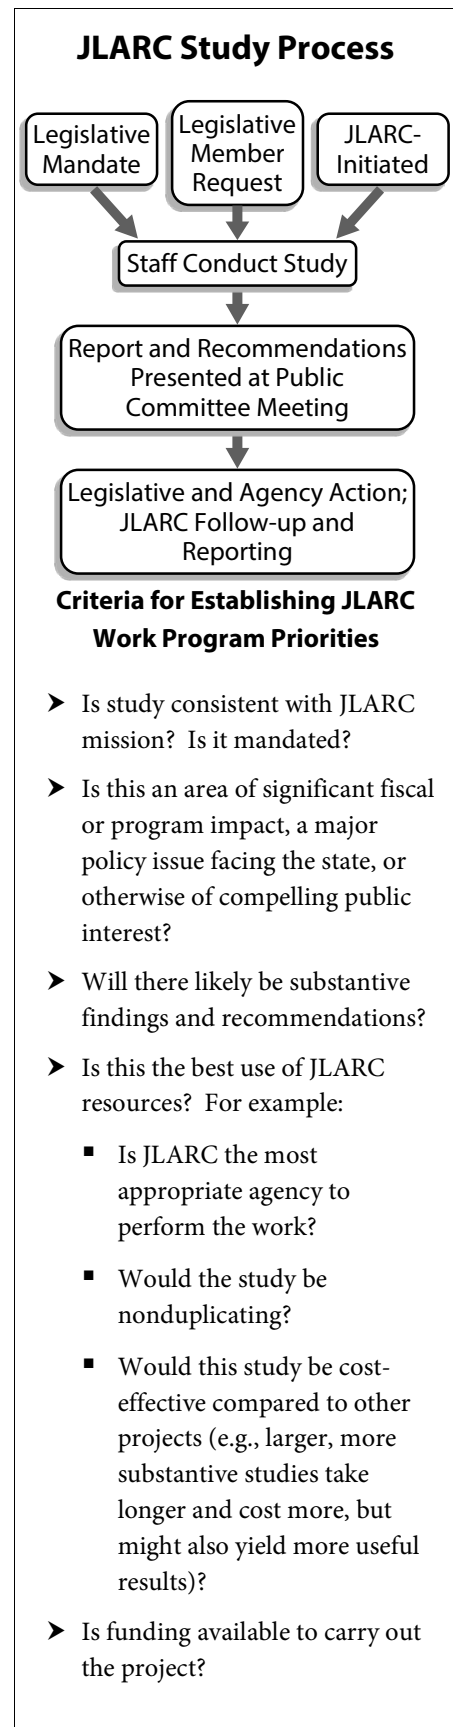 JLARC Study Process
Legislative
Mandate
Legislative
Member
Request
JLARC-
Initiated
Staff Conduct Study
Report and Recommendations
Presented at Public
Committee Meeting
Legislative and Agency Action;
JLARC Follow-up and
Reporting
Criteria for Establishing JLARC
Work Program Priorities
➤ Is study consistent with JLARC
mission?  Is it mandated?
➤ Is this an area of significant fiscal
or program impact, a major
policy issue facing the state, or
otherwise of compelling public
interest?
➤ Will there likely be substantive
findings and recommendations?
➤ Is this the best use of JLARC
resources?  For example:
▪ Is JLARC the most
appropriate agency to
perform the work?
▪ Would the study be
nonduplicating?
▪ Would this study be cost-
effective compared to other
projects (e.g., larger, more
substantive studies take
longer and cost more, but
might also yield more useful
results)?
➤ Is funding available to carry out
the project?